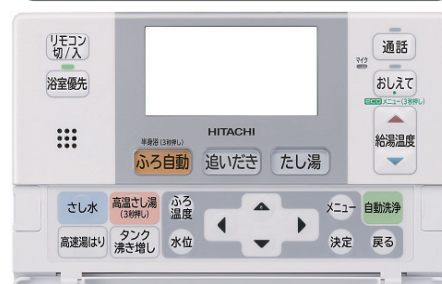 リモコン
切/入
通話
マイク
浴室優先
おしえて
ecoメニュー(3秒押し)
HITACHI
給湯温度
半身浴(3秒押し)
ふろ自動
追いだき
たし湯
さし水
高温さし湯
(3秒押し)
ふろ
温度
メニュー
自動洗浄
高速湯はり
タンク
沸き増し
水位
決定
戻る